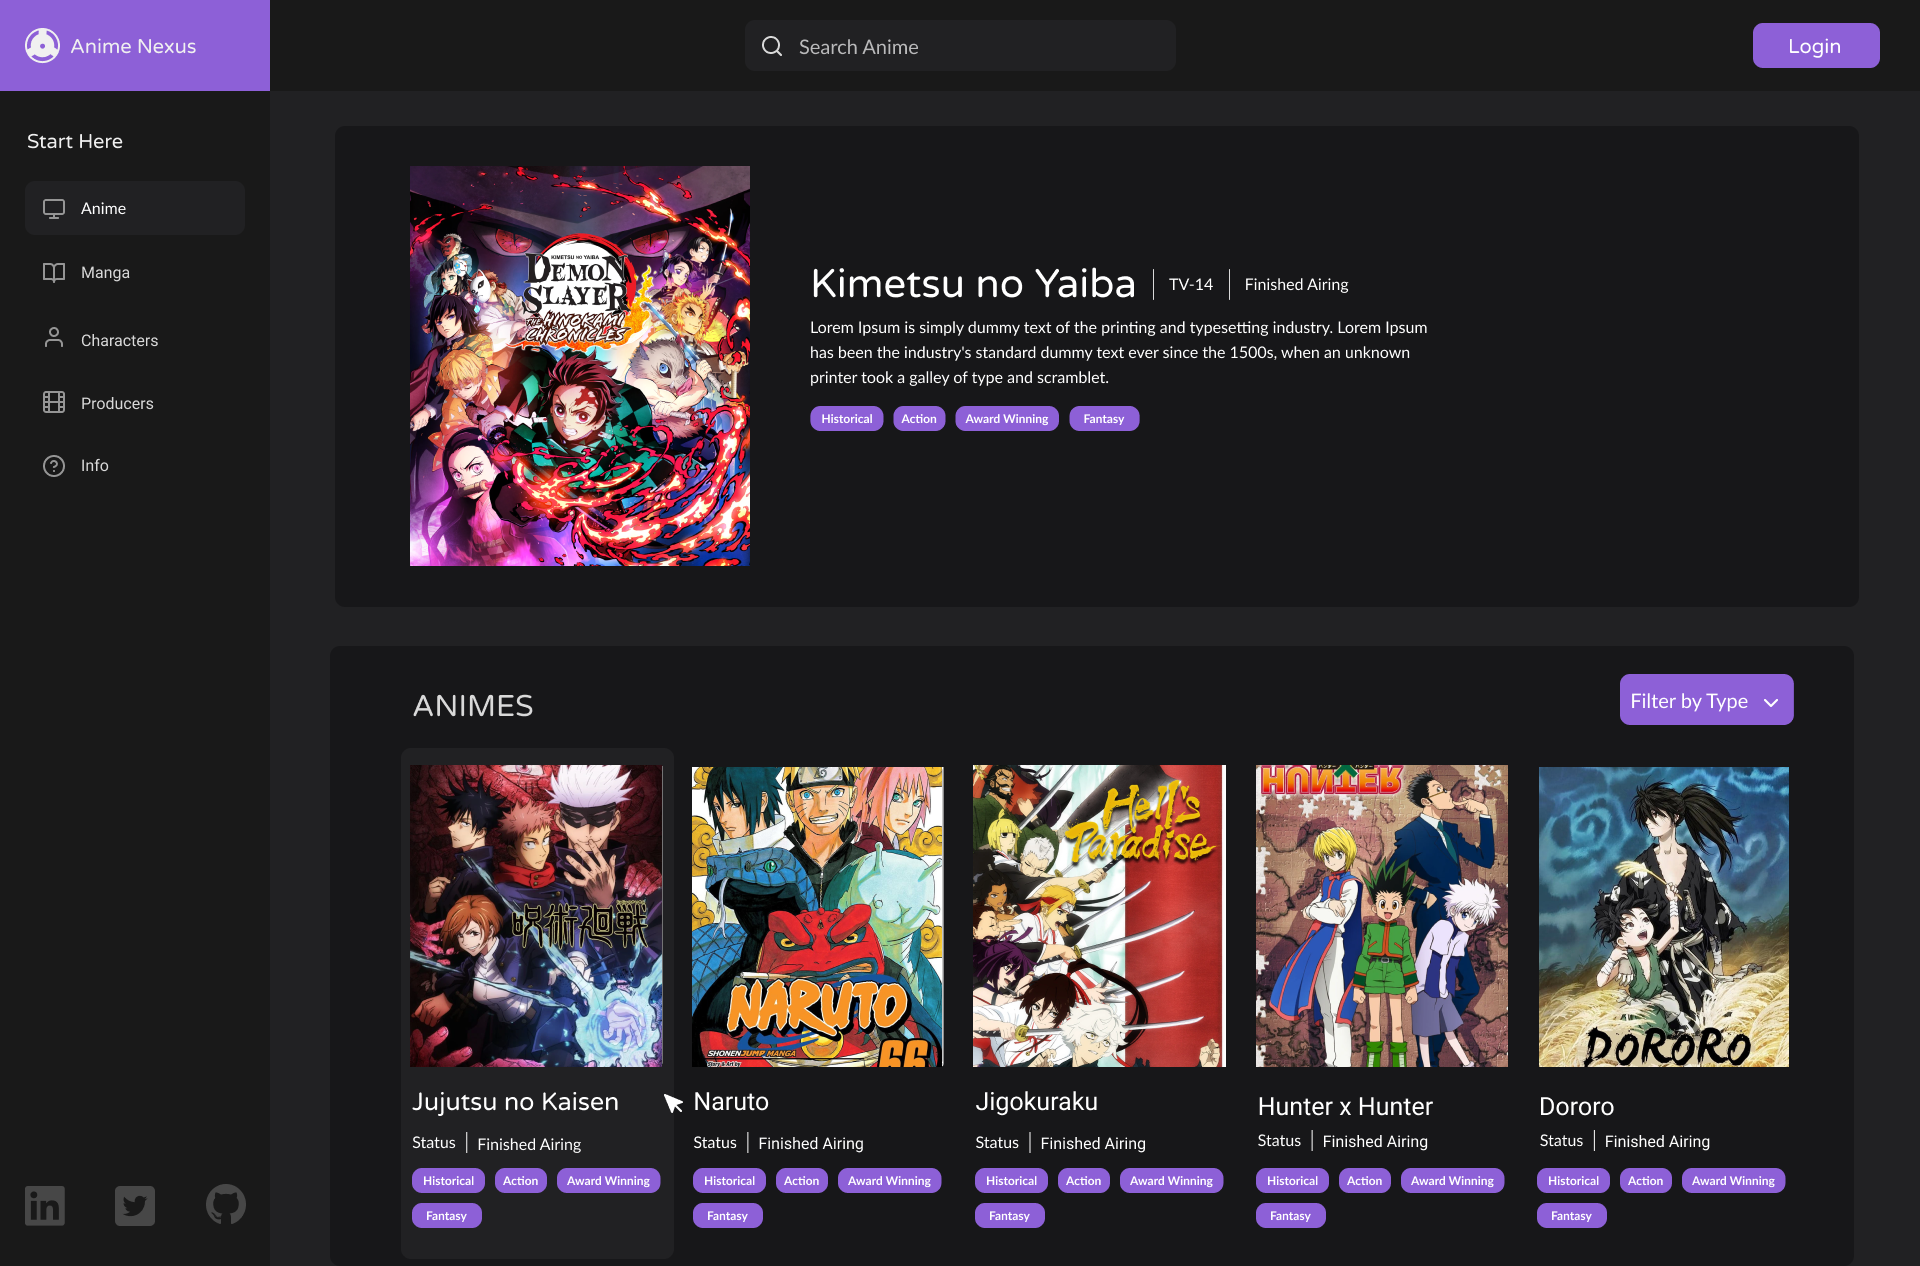 Anime Nexus
Search Anime
Login
Start Here
Anime
Manga
Characters
Producers
Info
KIMETSU NO YAIBA
DEMON
SLAYER
THE HINOKAMI
CHRONICLES
Kimetsu no Yaiba | TV-14 | Finished Airing
Lorem Ipsum is simply dummy text of the printing and typesetting industry. Lorem Ipsum
has been the industry's standard dummy text ever since the 1500s, when an unknown
printer took a galley of type and scramblet.
Historical Action Award Winning Fantasy
ANIMES
Filter by Type
呪術廻戦
NARUTO
SHONEN JUMP MANGA
66
Hell's
Paradise
HUNTER
DORORO
Jujutsu no Kaisen
Status | Finished Airing
Historical Action Award Winning
Fantasy
Naruto
Status | Finished Airing
Historical Action Award Winning
Fantasy
Jigokuraku
Status | Finished Airing
Historical Action Award Winning
Fantasy
Hunter x Hunter
Status | Finished Airing
Historical Action Award Winning
Fantasy
Dororo
Status | Finished Airing
Historical Action Award Winning
Fantasy
in